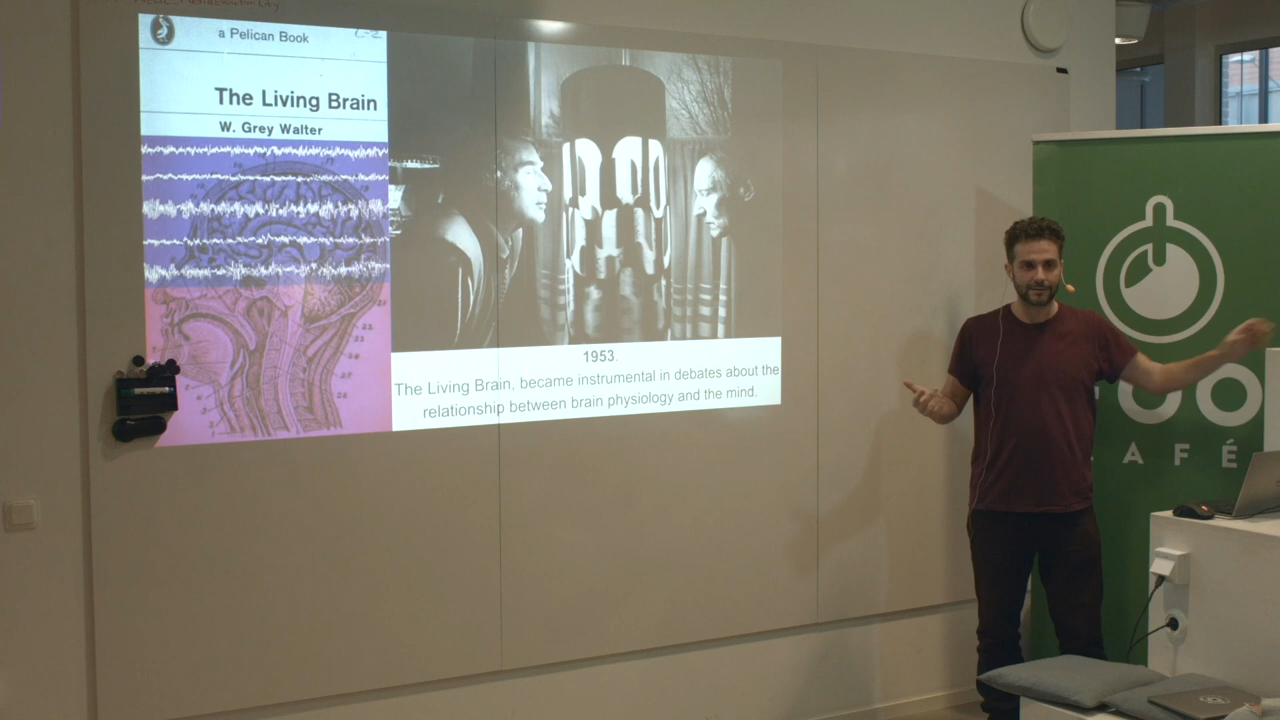 a Pelican Book
The Living Brain
W. Grey Walter
1953.
The Living Brain, became instrumental in debates about the
relationship between brain physiology and the mind.
AFÉ